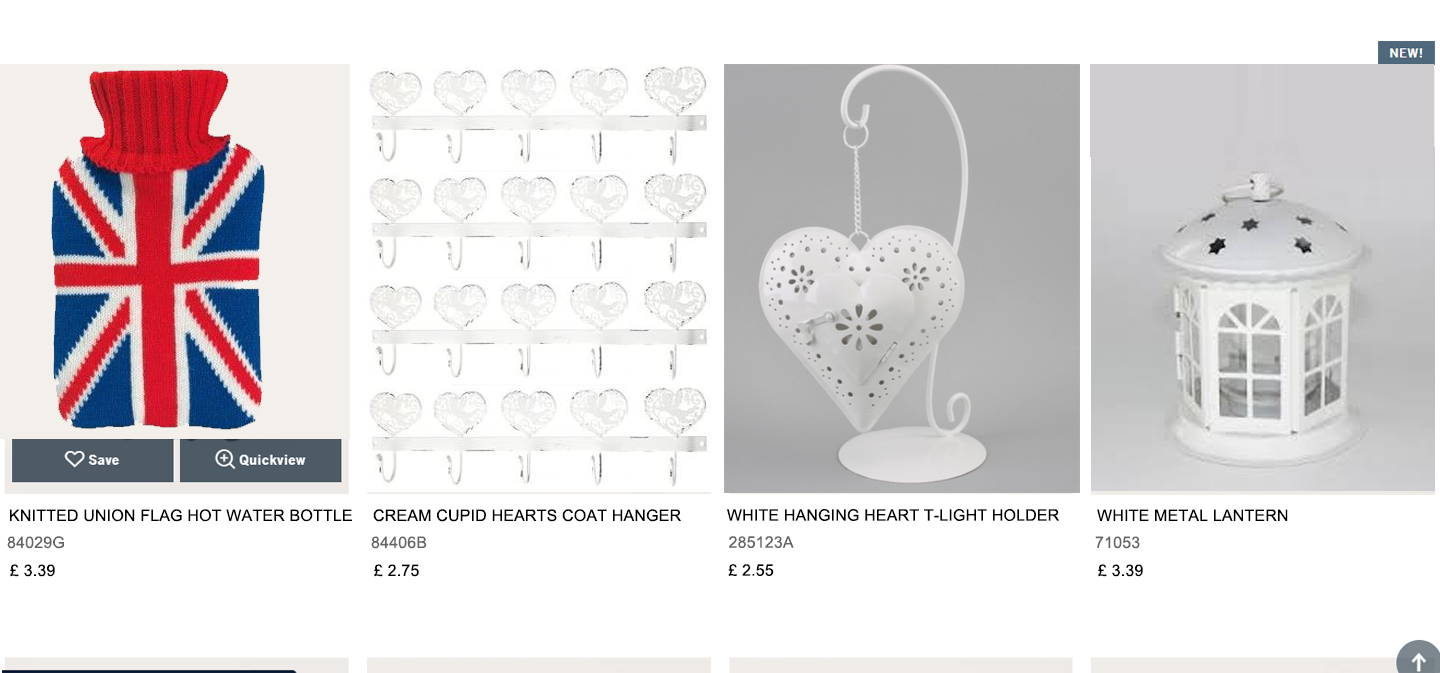 NEW!
Save
Quickview
KNITTED UNION FLAG HOT WATER BOTTLE
CREAM CUPID HEARTS COAT HANGER
WHITE HANGING HEART T-LIGHT HOLDER
WHITE METAL LANTERN
84029G
84406B
285123A
71053
£ 3.39
£ 2.75
£ 2.55
£ 3.39